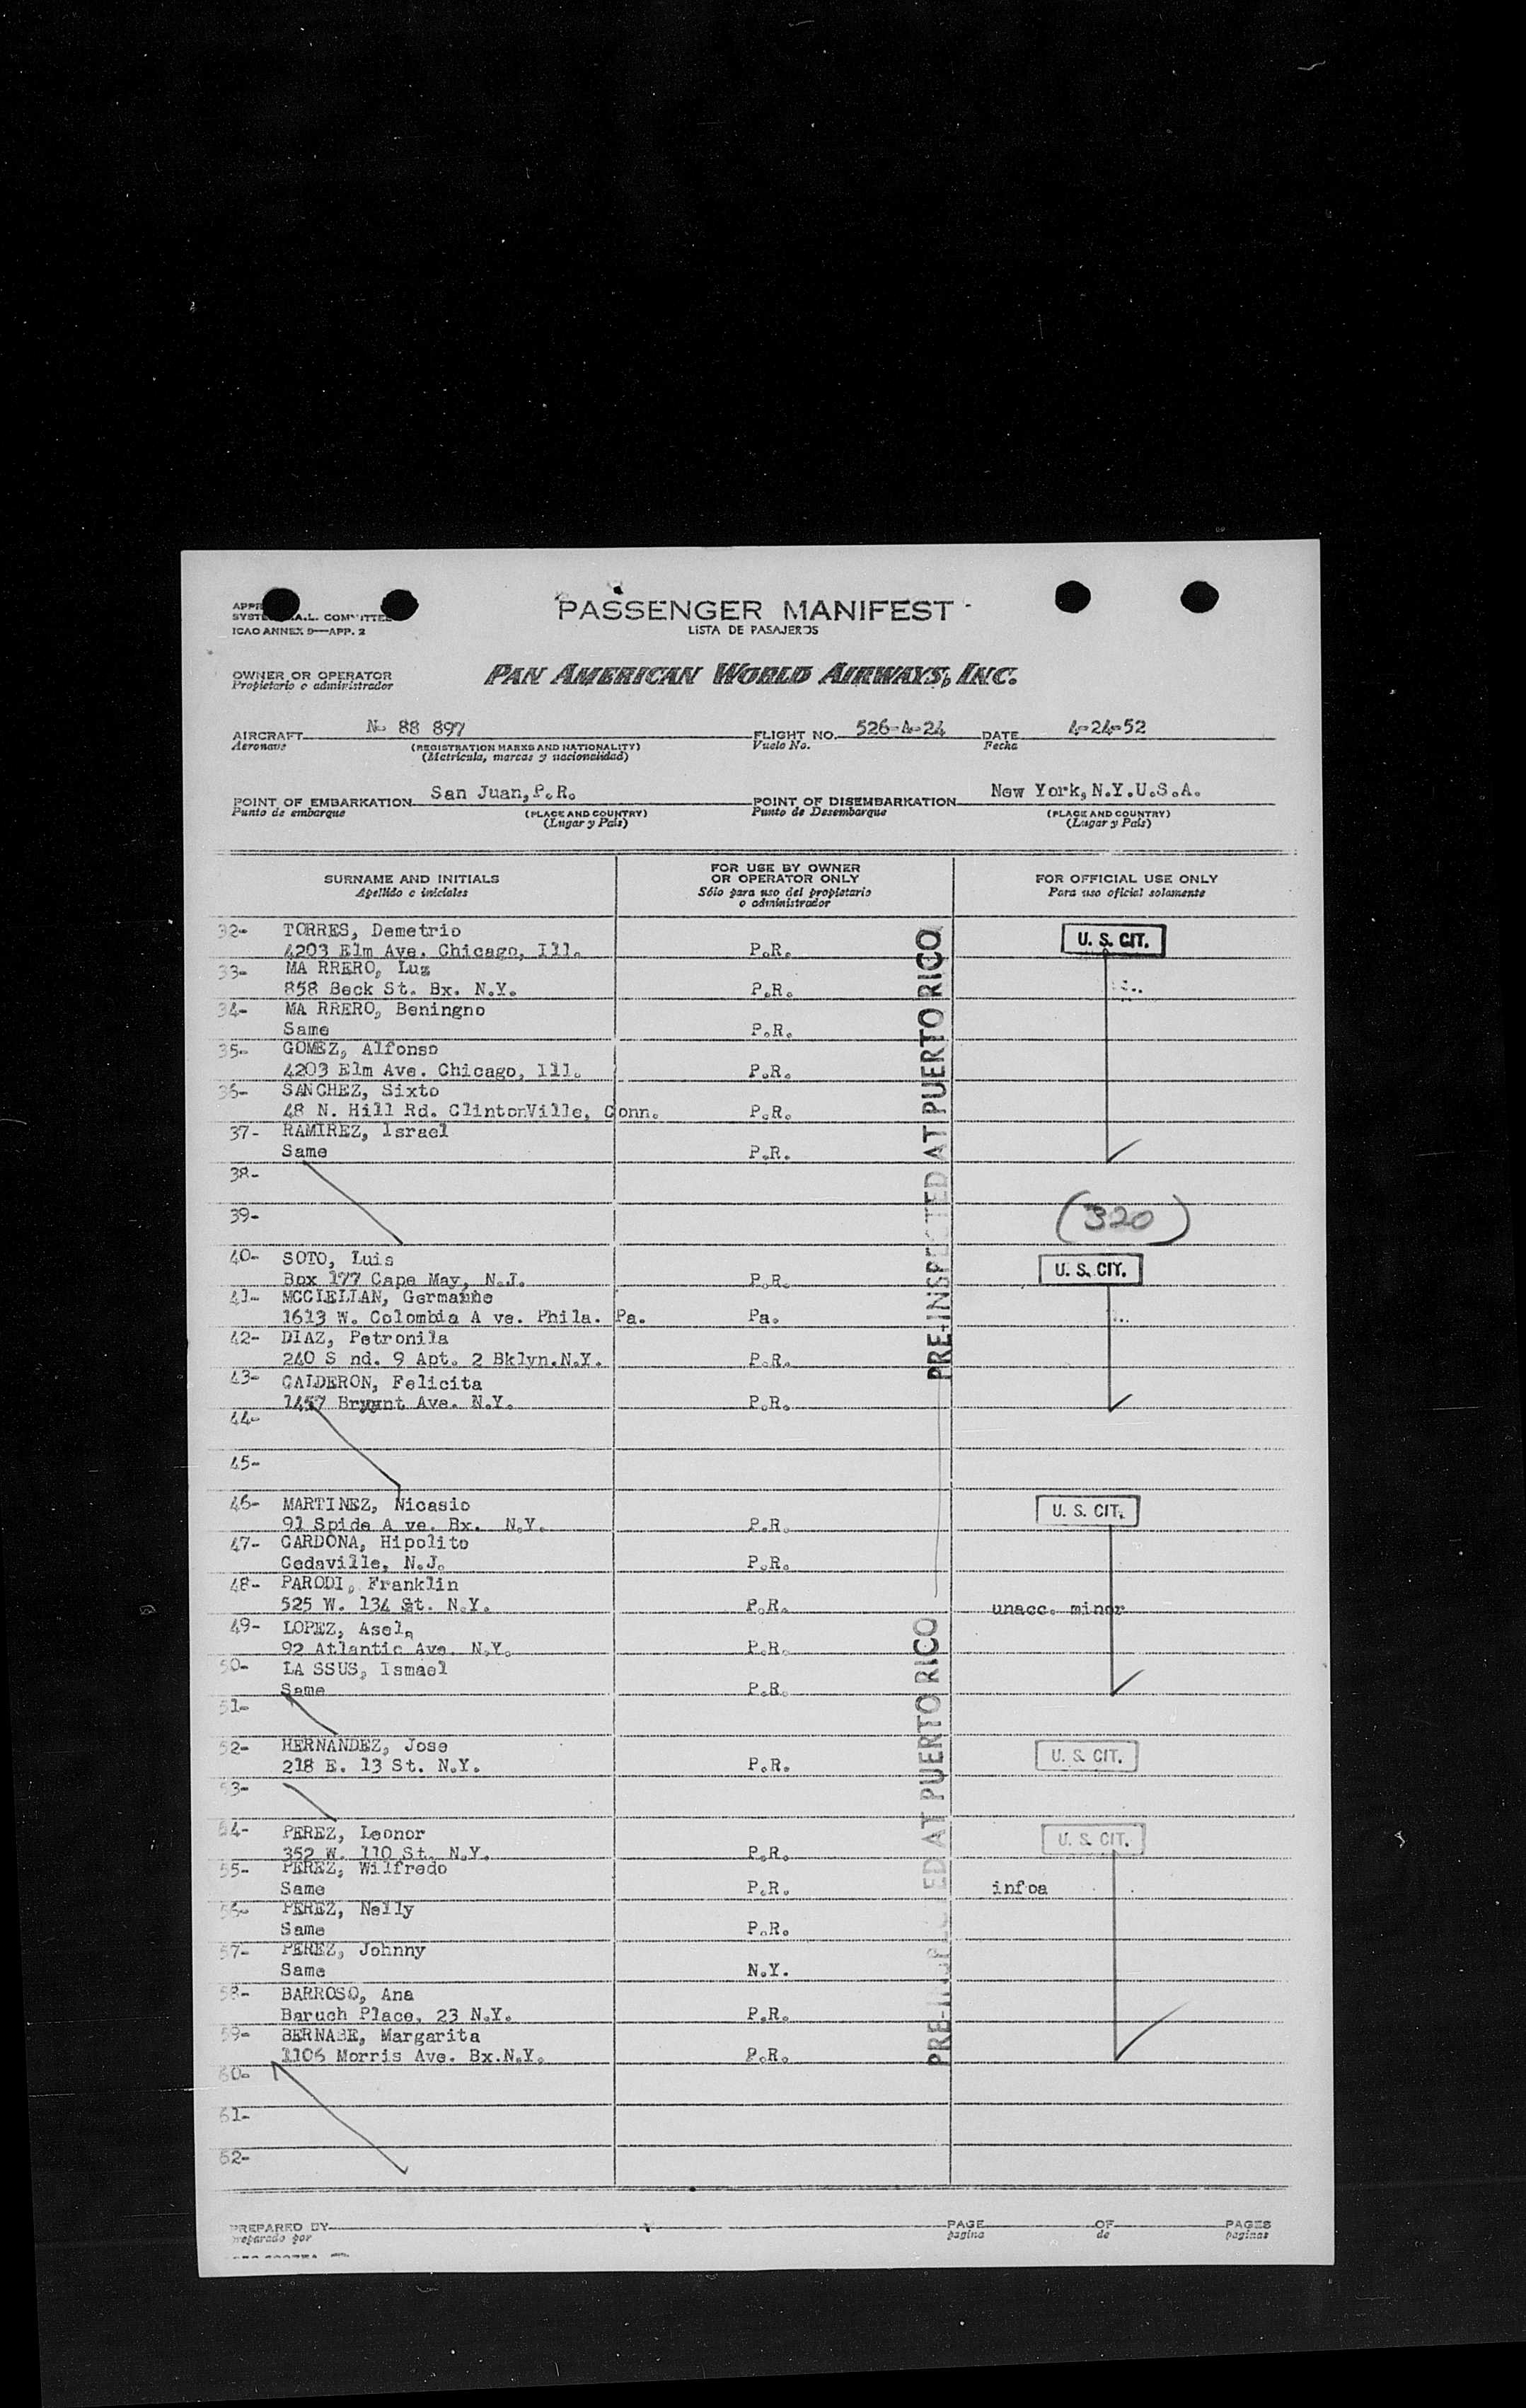 PASSENGER MANIFEST
LISTA DE PASAJEROS
ICAO ANNEX 9—APP. 2
OWNER OR OPERATOR
Propietario o administrador
PAN AMERICAN WORLD AIRWAYS, INC.
AIRCRAFT N- 88 897 FLIGHT NO. 526-A-24 DATE 4-24-52
Aeronave (REGISTRATION MARKS AND NATIONALITY) Vuelo No. Fecha
(Matricula, marcas y nacionalidad)
POINT OF EMBARKATION San Juan,P.R. POINT OF DISEMBARKATION New York,N.Y.U.S.A.
Punto de embarque (PLACE AND COUNTRY) Punto de Desembarque (PLACE AND COUNTRY)
(Lugar y País) (Lugar y País)
SURNAME AND INITIALS FOR USE BY OWNER OR OPERATOR ONLY FOR OFFICIAL USE ONLY
Apellido e iniciales Sólo para uso del propietario o administrador Para uso oficial solamente
32- TORRES, Demetrio U. S. CIT.
4203 Elm Ave. Chicago, Ill. P.R.
33- MA RRERO, Luz
858 Beck St. Bx. N.Y. P.R.
34- MA RRERO, Beningno
Same P.R.
35- GOMEZ, Alfonso
4203 Elm Ave. Chicago, Ill. P.R.
36- SANCHEZ, Sixto
48 N. Hill Rd. ClintonVille, Conn. P.R.
37- RAMIREZ, Israel
Same P.R.
38-
39- (320)
40- SOTO, Luis U. S. CIT.
Box 177 Cape May, N.J. P.R.
41- MCCLELLAN, Germaine
1613 W. Colombia A ve. Phila. Pa. Pa.
42- DIAZ, Petronila
240 S nd. 9 Apt. 2 Bklyn.N.Y. P.R.
43- CALDERON, Felicita
1457 Bryant Ave. N.Y. P.R.
44-
45-
46- MARTINEZ, Nicasio U. S. CIT.
91 Spide A ve. Bx. N.Y. P.R.
47- CARDONA, Hipolito
Cedaville, N.J. P.R.
48- PARODI, Franklin
525 W. 134 St. N.Y. P.R. unacc. minor
49- LOPEZ, Asel
92 Atlantic Ave. N.Y. P.R.
50- LA SSUS, Ismael
Same P.R.
51-
52- HERNANDEZ, Jose U. S. CIT.
218 E. 13 St. N.Y. P.R.
53-
54- PEREZ, Leonor U. S. CIT.
352 W. 110 St. N.Y. P.R.
55- PEREZ, Wilfredo
Same P.R. infoa
56- PEREZ, Nelly
Same P.R.
57- PEREZ, Johnny
Same N.Y.
58- BARROSO, Ana
Baruch Place, 23 N.Y. P.R.
59- BERNABE, Margarita
1106 Morris Ave. Bx.N.Y. P.R.
60-
61-
62-
PRE-INSPECTED AT PUERTO RICO
PRE-INSPECTED AT PUERTO RICO
PREPARED BY PAGE OF PAGES
preparado por pagina de paginas